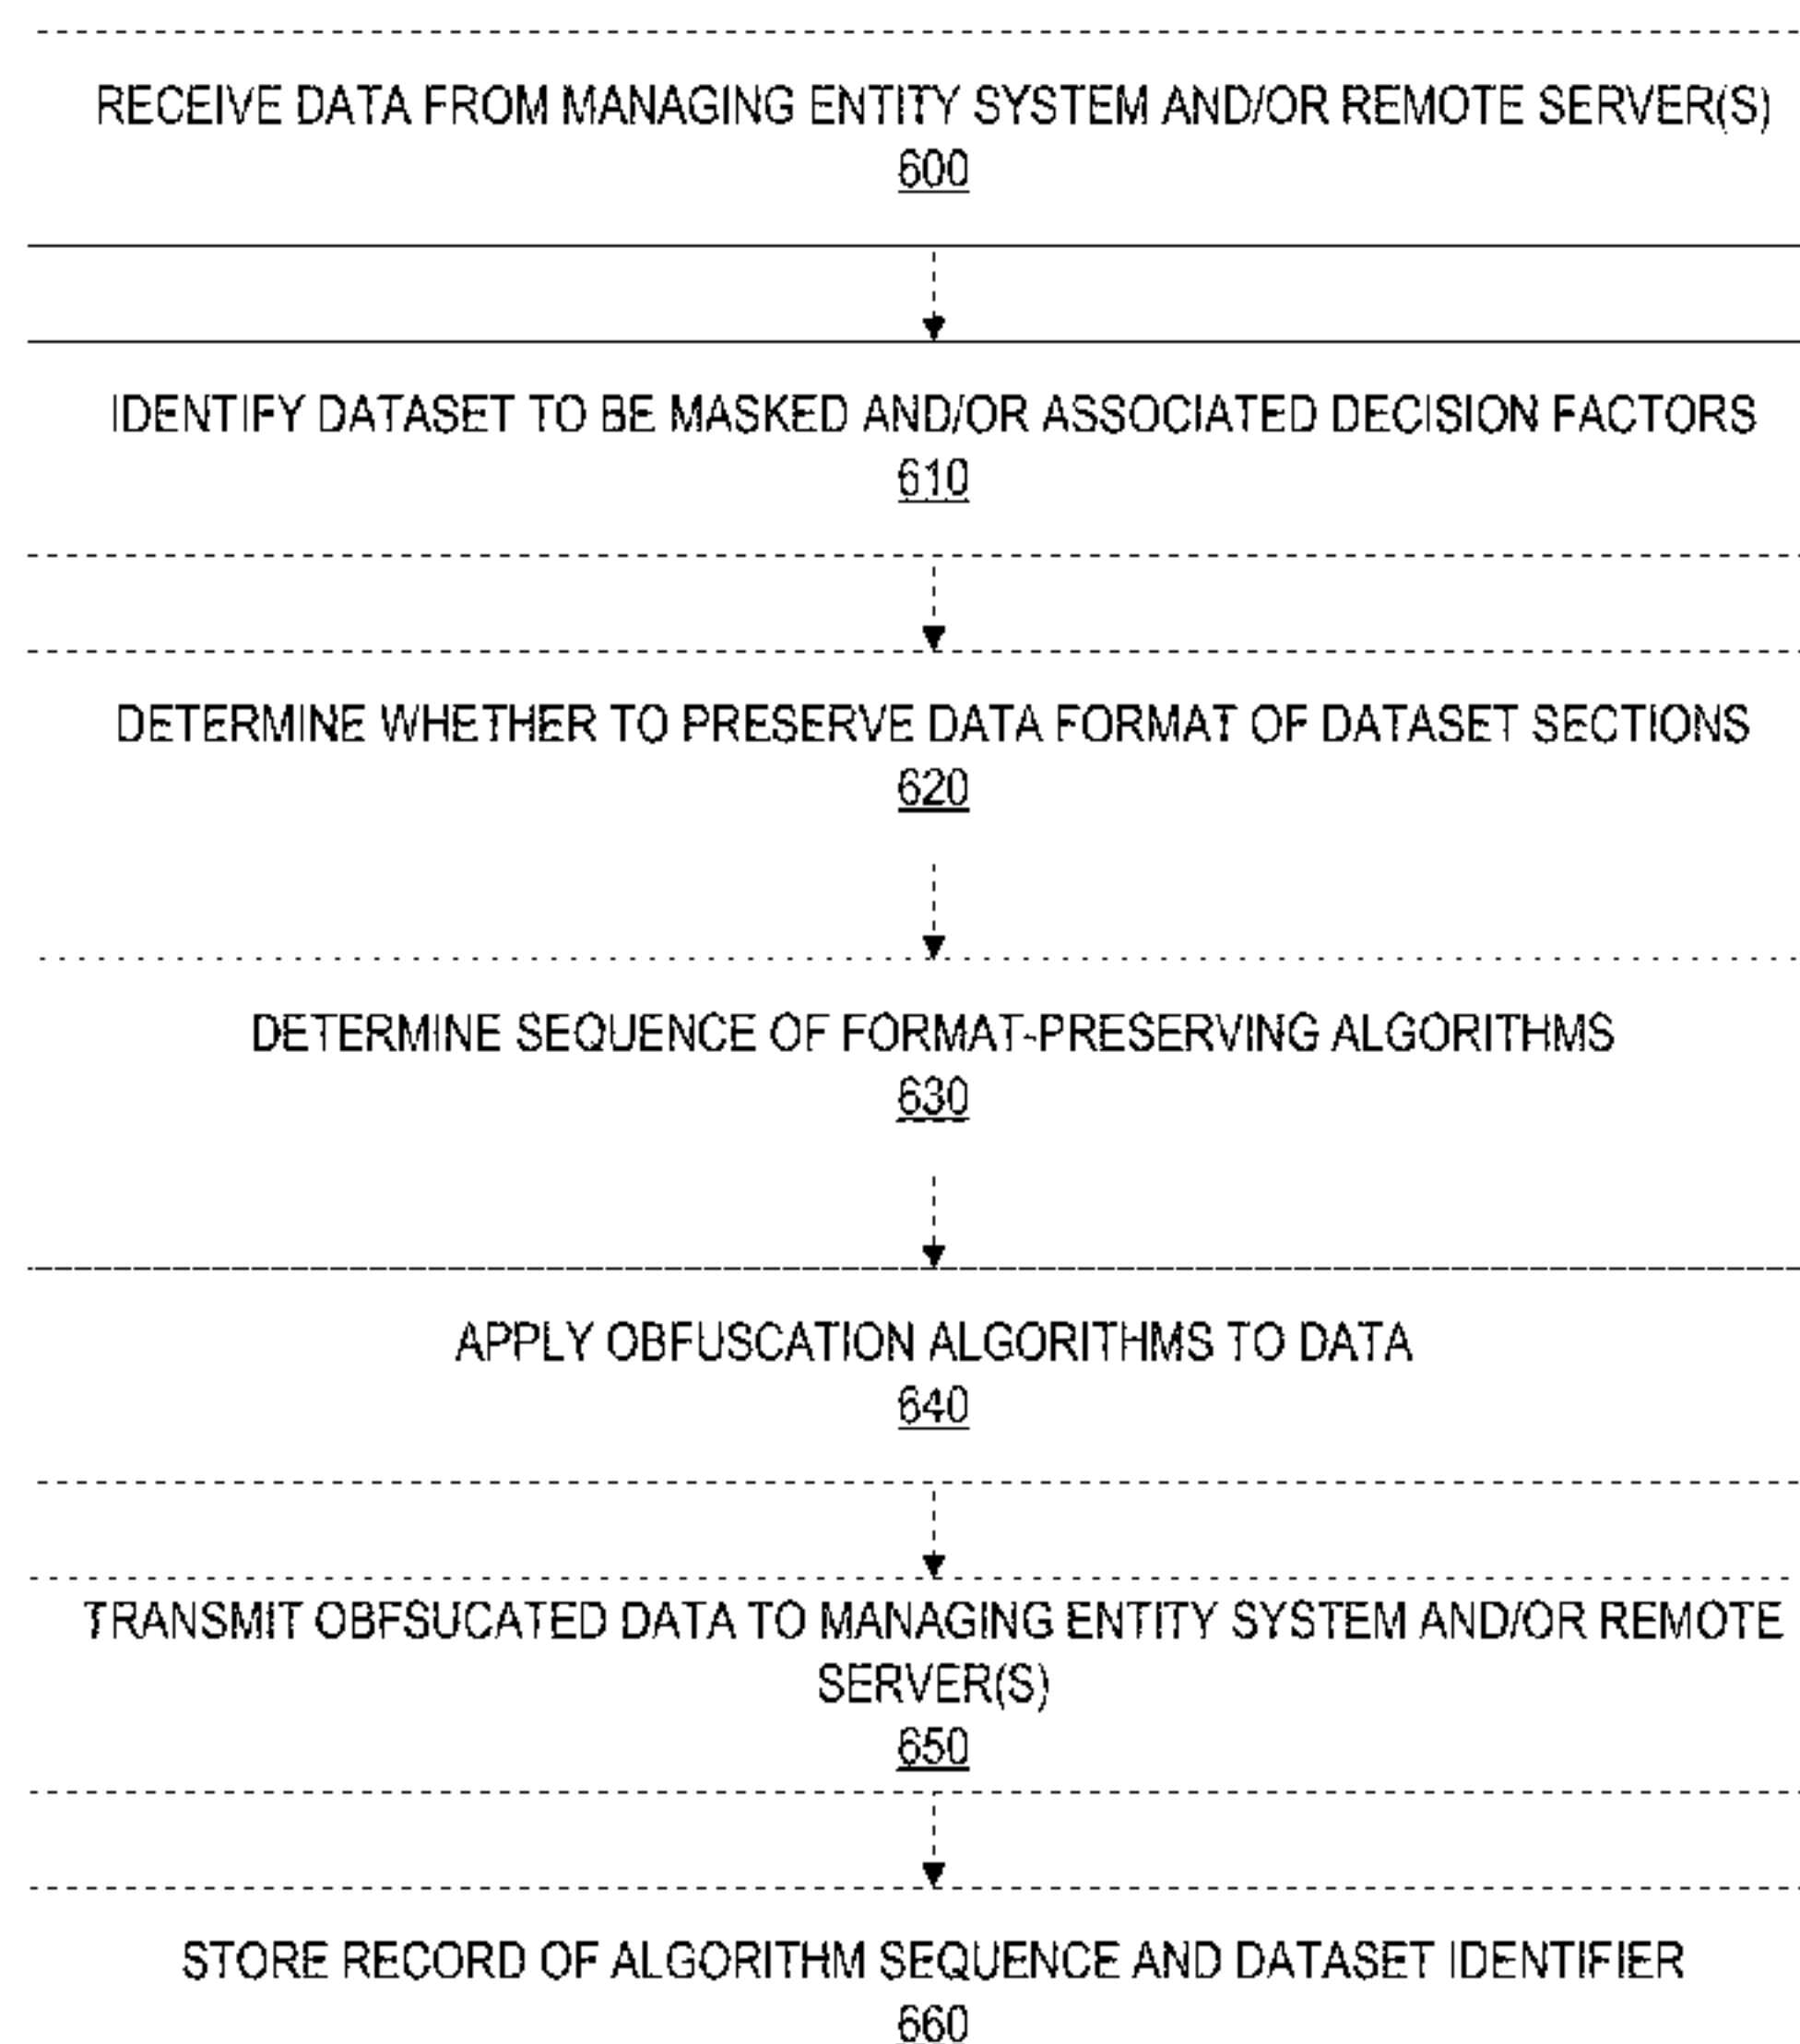 RECEIVE DATA FROM MANAGING ENTITY SYSTEM AND/OR REMOTE SERVER(S)
600
IDENTIFY DATASET TO BE MASKED AND/OR ASSOCIATED DECISION FACTORS
610
DETERMINE WHETHER TO PRESERVE DATA FORMAT OF DATASET SECTIONS
620
DETERMINE SEQUENCE OF FORMAT-PRESERVING ALGORITHMS
630
APPLY OBFUSCATION ALGORITHMS TO DATA
640
TRANSMIT OBFSUCATED DATA TO MANAGING ENTITY SYSTEM AND/OR REMOTE
SERVER(S)
650
STORE RECORD OF ALGORITHM SEQUENCE AND DATASET IDENTIFIER
660